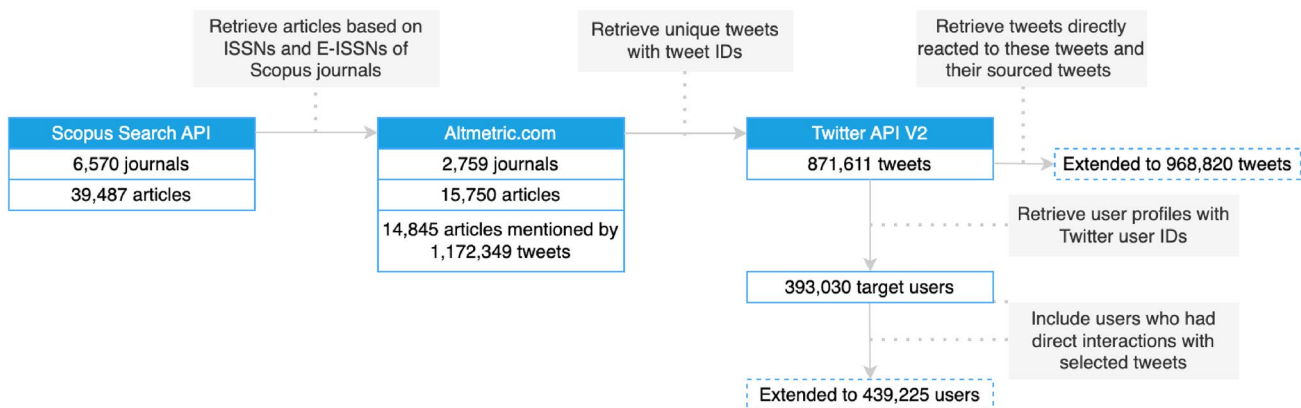 Retrieve articles based on
ISSNs and E-ISSNs of
Scopus journals
Retrieve unique tweets
with tweet IDs
Retrieve tweets directly
reacted to these tweets and
their sourced tweets
Scopus Search API
6,570 journals
39,487 articles
Altmetric.com
2,759 journals
15,750 articles
14,845 articles mentioned by
1,172,349 tweets
Twitter API V2
871,611 tweets
Extended to 968,820 tweets
Retrieve user profiles with
Twitter user IDs
393,030 target users
Include users who had
direct interactions with
selected tweets
Extended to 439,225 users